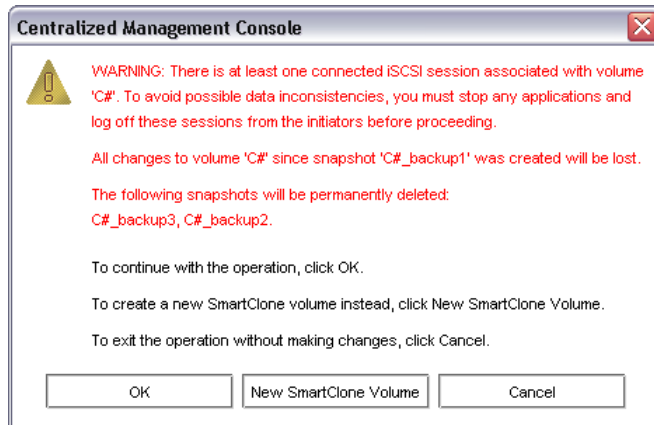 Centralized Management Console
WARNING: There is at least one connected iSCSI session associated with volume
'C#'. To avoid possible data inconsistencies, you must stop any applications and
log off these sessions from the initiators before proceeding.
All changes to volume 'C#' since snapshot 'C#_backup1' was created will be lost.
The following snapshots will be permanently deleted:
C#_backup3, C#_backup2.
To continue with the operation, click OK.
To create a new SmartClone volume instead, click New SmartClone Volume.
To exit the operation without making changes, click Cancel.
OK
New SmartClone Volume
Cancel